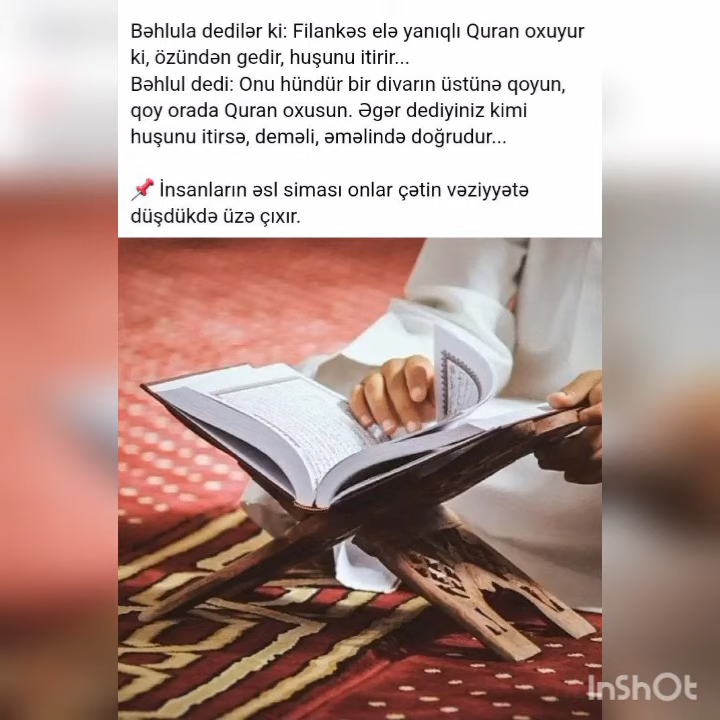 Bəhlula dedilər ki: Filankəs elə yanıqlı Quran oxuyur
ki, özündən gedir, huşunu itirir...
Bəhlul dedi: Onu hündür bir divarın üstünə qoyun,
qoy orada Quran oxusun. Əgər dediyiniz kimi
huşunu itirsə, deməli, əməlində doğrudur...
📌 İnsanların əsl siması onlar çətin vəziyyətə
düşdükdə üzə çıxır.
InShOt